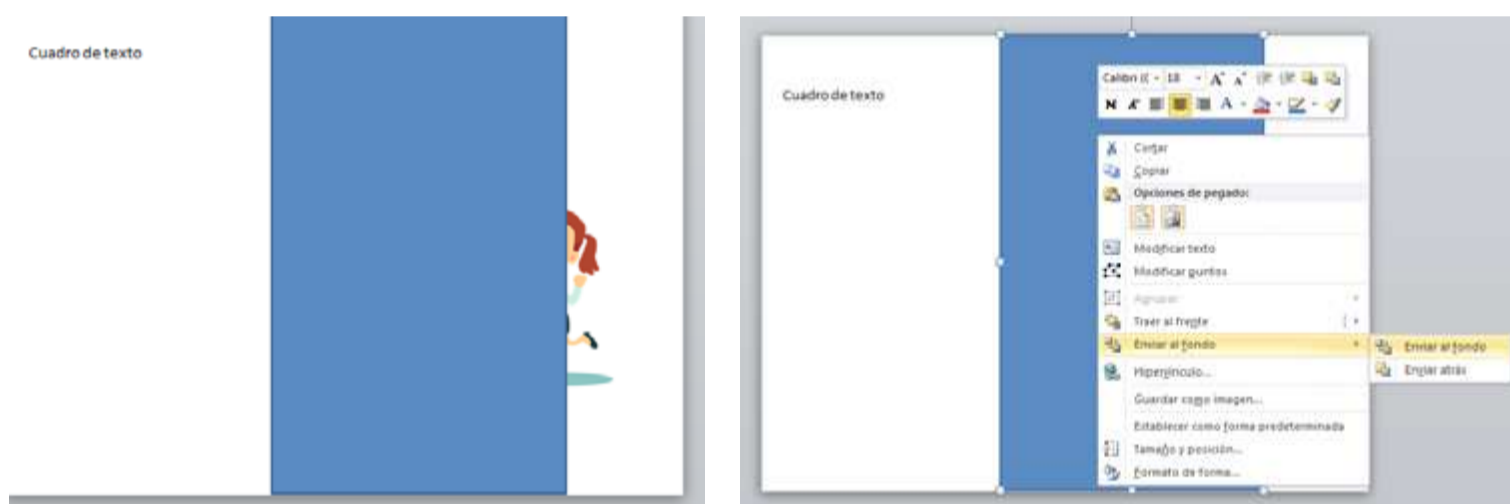 Cuadro de texto
Cuadro de texto
Calibri (C 18
Cortar
Copiar
Opciones de pegado:
Modificar texto
Modificar puntos
Agrupar
Traer al frente
Enviar al fondo
Enviar al fondo
Enviar atrás
Hipervínculo...
Guardar como imagen...
Establecer como forma predeterminada
Tamaño y posición...
Formato de forma...